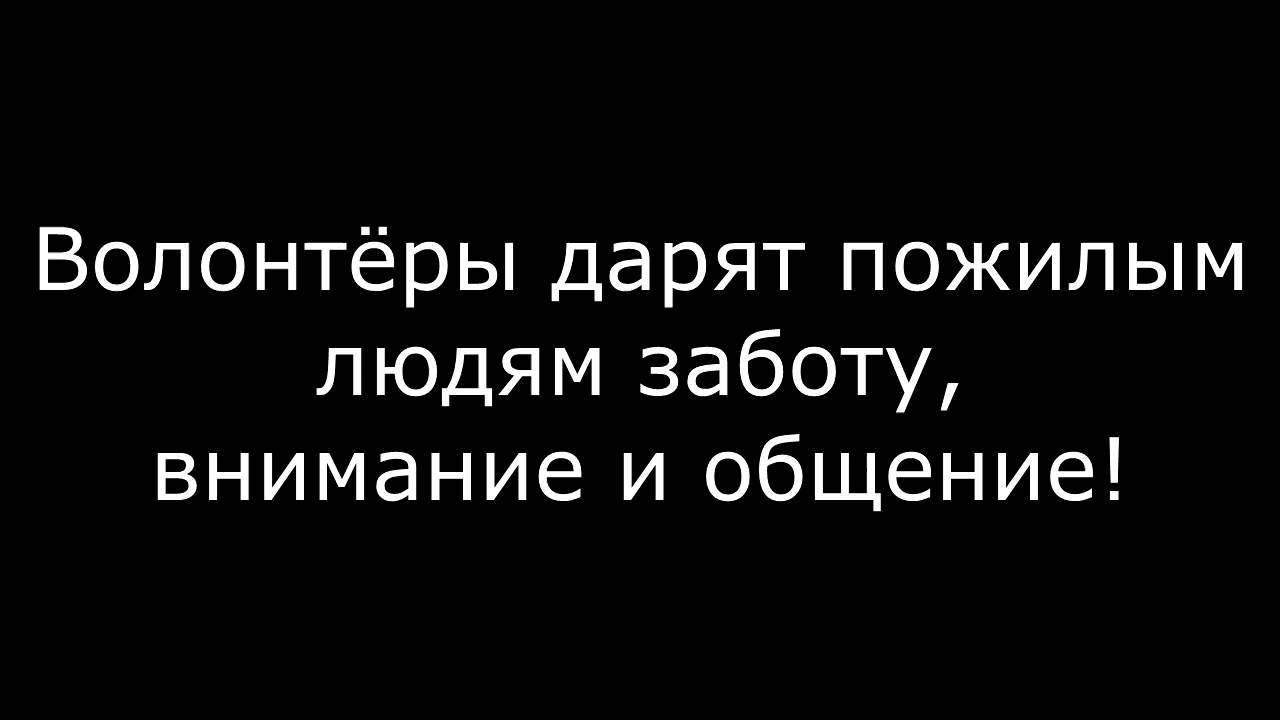 Волонтёры дарят пожилым
людям заботу,
внимание и общение!